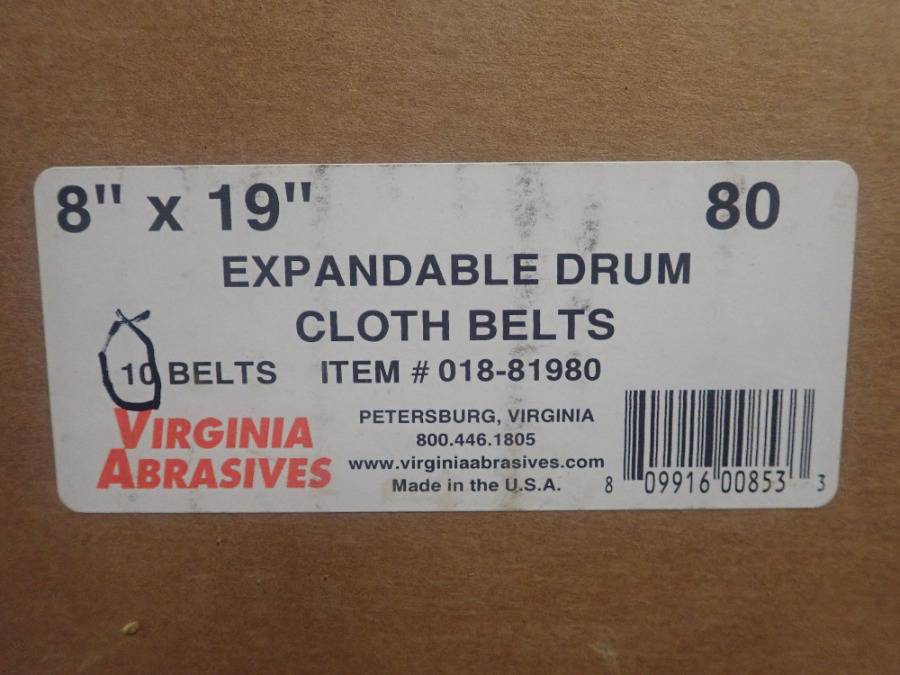 8" x 19" 80
EXPANDABLE DRUM
CLOTH BELTS
10 BELTS ITEM # 018-81980
VIRGINIA
ABRASIVES
PETERSBURG, VIRGINIA
800.446.1805
www.virginiaabrasives.com
Made in the U.S.A.
8 09916 00853 3